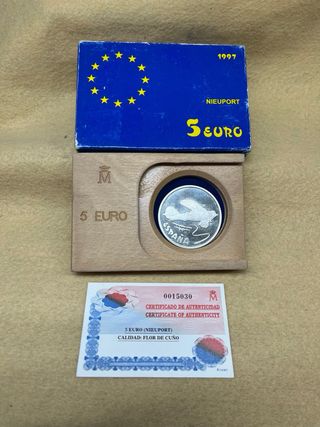 1997
NIEUPORT
5 EURO
M
5 EURO
ESPAÑA
0015030
M
CERTIFICADO DE AUTENTICIDAD
CERTIFICATE OF AUTHENTICITY
5 EURO (NIEUPORT)
CALIDAD: FLOR DE CUÑO